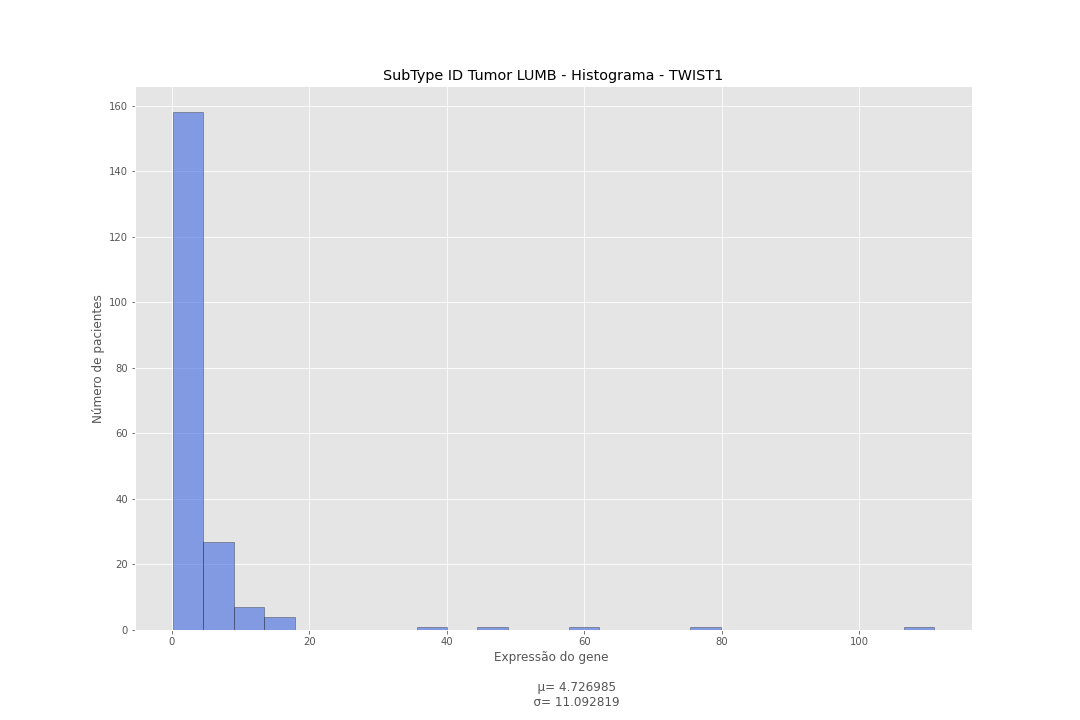 SubType ID Tumor LUMB - Histograma - TWIST1
160
140
120
100
80
60
40
20
0
Número de pacientes
0 20 40 60 80 100
Expressão do gene
μ= 4.726985
σ= 11.092819